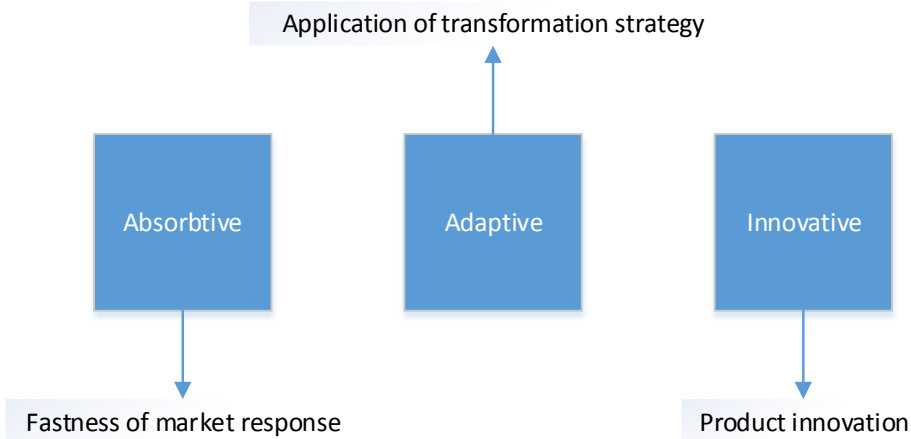 Application of transformation strategy
Absorbtive
Adaptive
Innovative
Fastness of market response
Product innovation